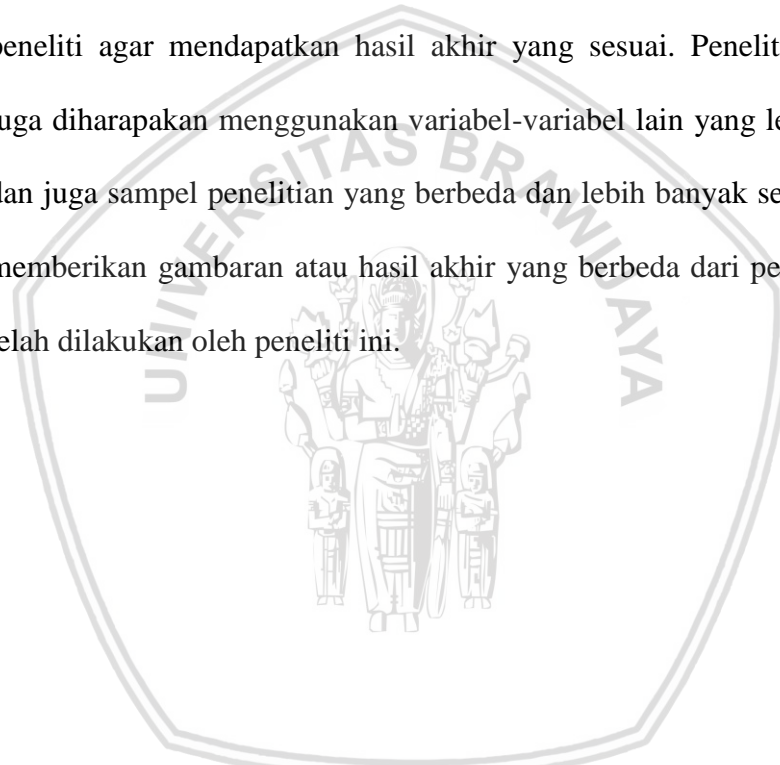 peneliti agar mendapatkan hasil akhir yang sesuai. Penelit
uga diharapakan menggunakan variabel-variabel lain yang le
dan juga sampel penelitian yang berbeda dan lebih banyak se
memberikan gambaran atau hasil akhir yang berbeda dari pe
elah dilakukan oleh peneliti ini.
UNIVERSITAS BRAWIJAYA